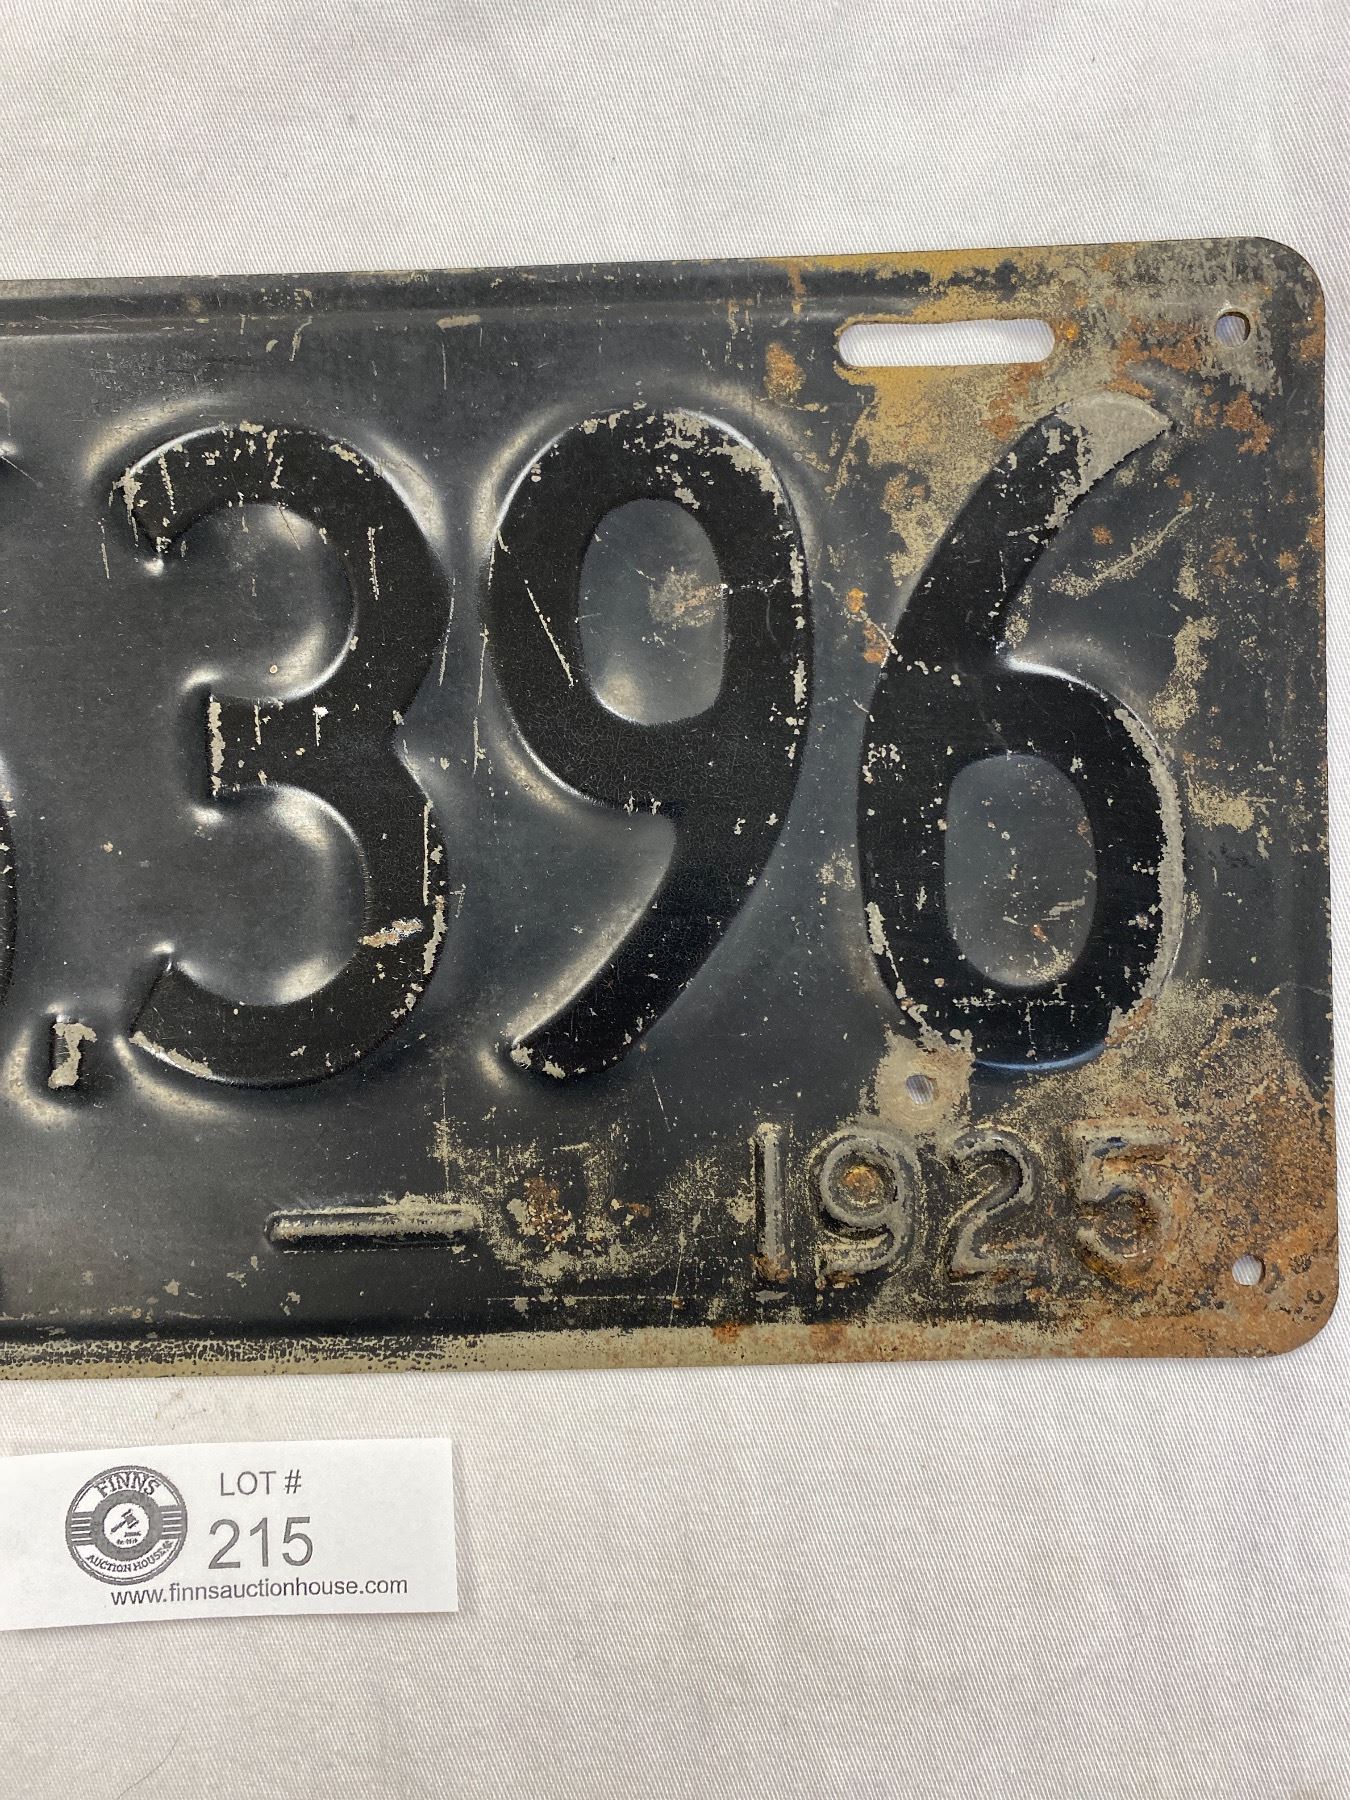 .396
— 1925
FINNS
AUCTION HOUSE
LOT #
215
www.finnsauctionhouse.com